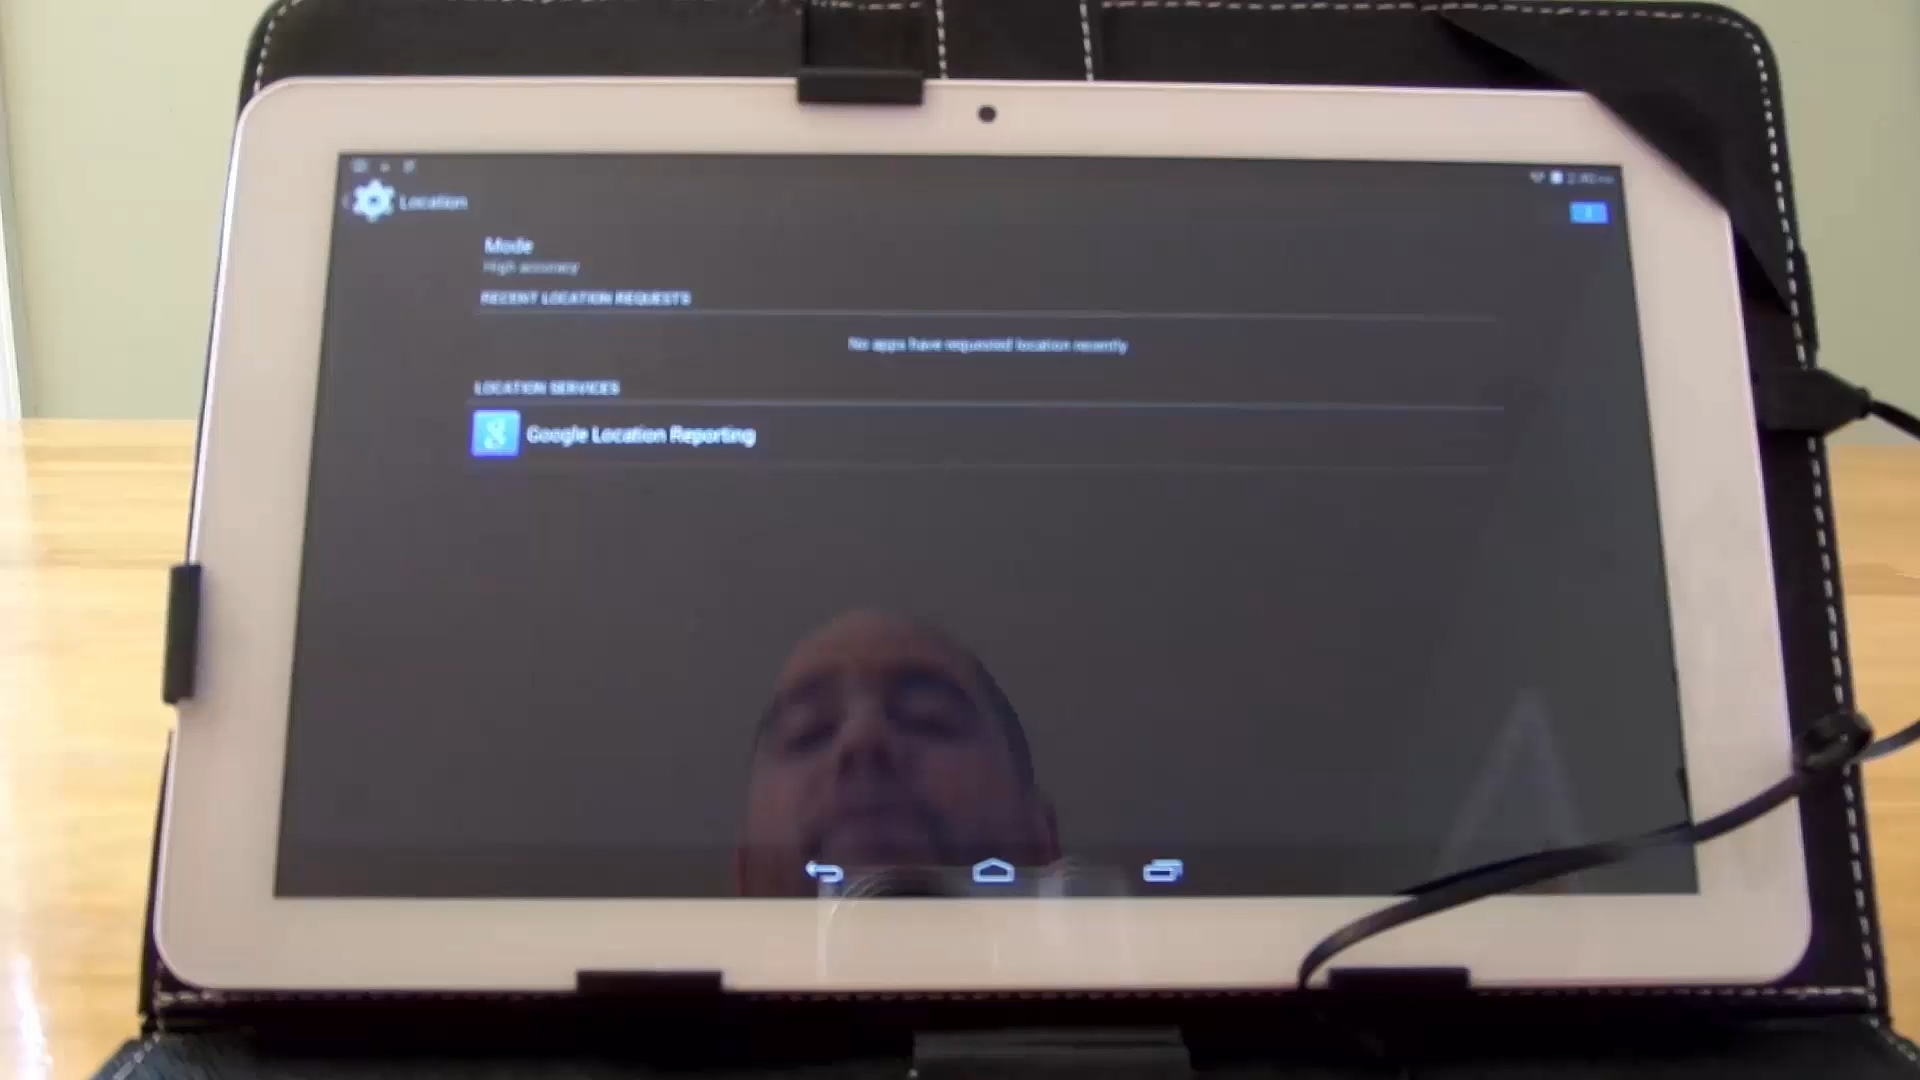 Location
Mode
High accuracy
RECENT LOCATION REQUESTS
No apps have requested location recently
LOCATION SERVICES
Google Location Reporting